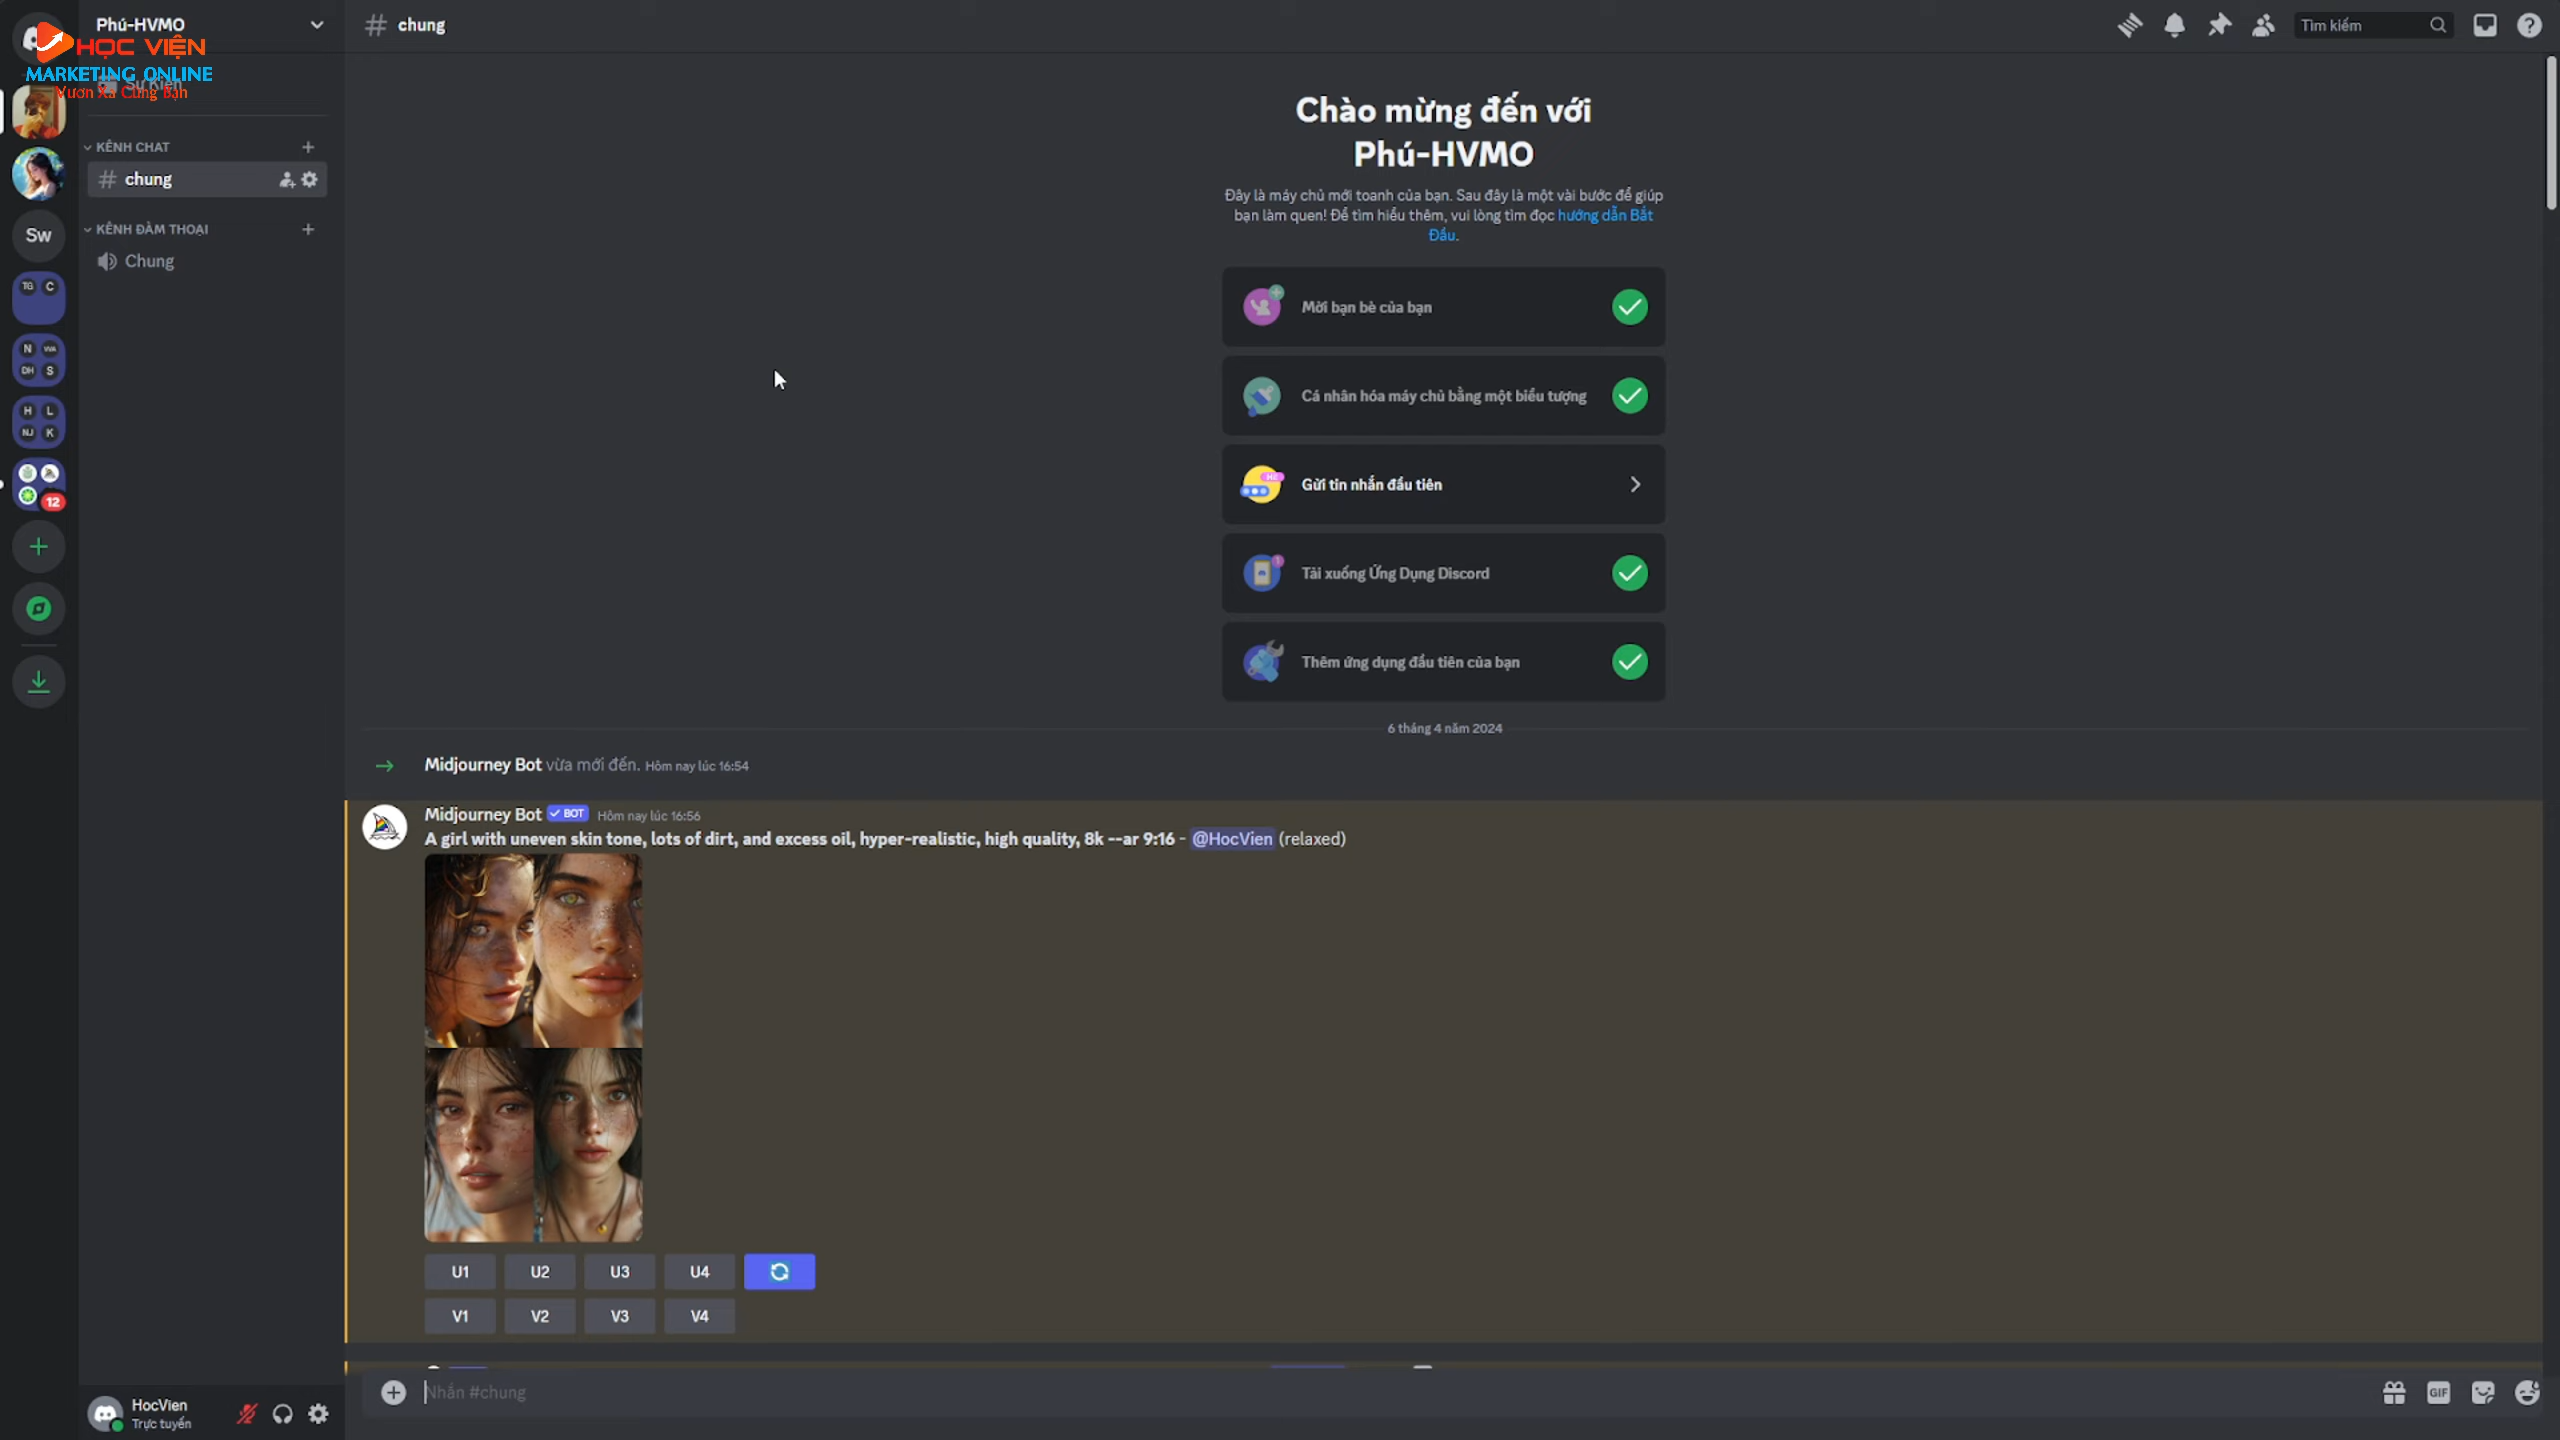 Phú-HVMO
HỌC VIỆN
MARKETING ONLINE
Sự Kiện
Vươn Xa Cùng Bạn
KÊNH CHAT
chung
KÊNH ĐÀM THOẠI
Chung
Sw
TG C
N
DH S
H L
NJ K
12
chung
Tìm kiếm
Chào mừng đến với
Phú-HVMO
Đây là máy chủ mới toanh của bạn. Sau đây là một vài bước để giúp
bạn làm quen! Để tìm hiểu thêm, vui lòng tìm đọc hướng dẫn Bắt
Đầu.
Mời bạn bè của bạn
Cá nhân hóa máy chủ bằng một biểu tượng
Gửi tin nhắn đầu tiên
Tải xuống Ứng Dụng Discord
Thêm ứng dụng đầu tiên của bạn
6 tháng 4 năm 2024
Midjourney Bot vừa mới đến. Hôm nay lúc 16:54
Midjourney Bot BOT Hôm nay lúc 16:56
A girl with uneven skin tone, lots of dirt, and excess oil, hyper-realistic, high quality, 8k --ar 9:16 - @HocVien (relaxed)
U1 U2 U3 U4
V1 V2 V3 V4
Nhắn #chung
GIF
HocVien
Trực tuyến